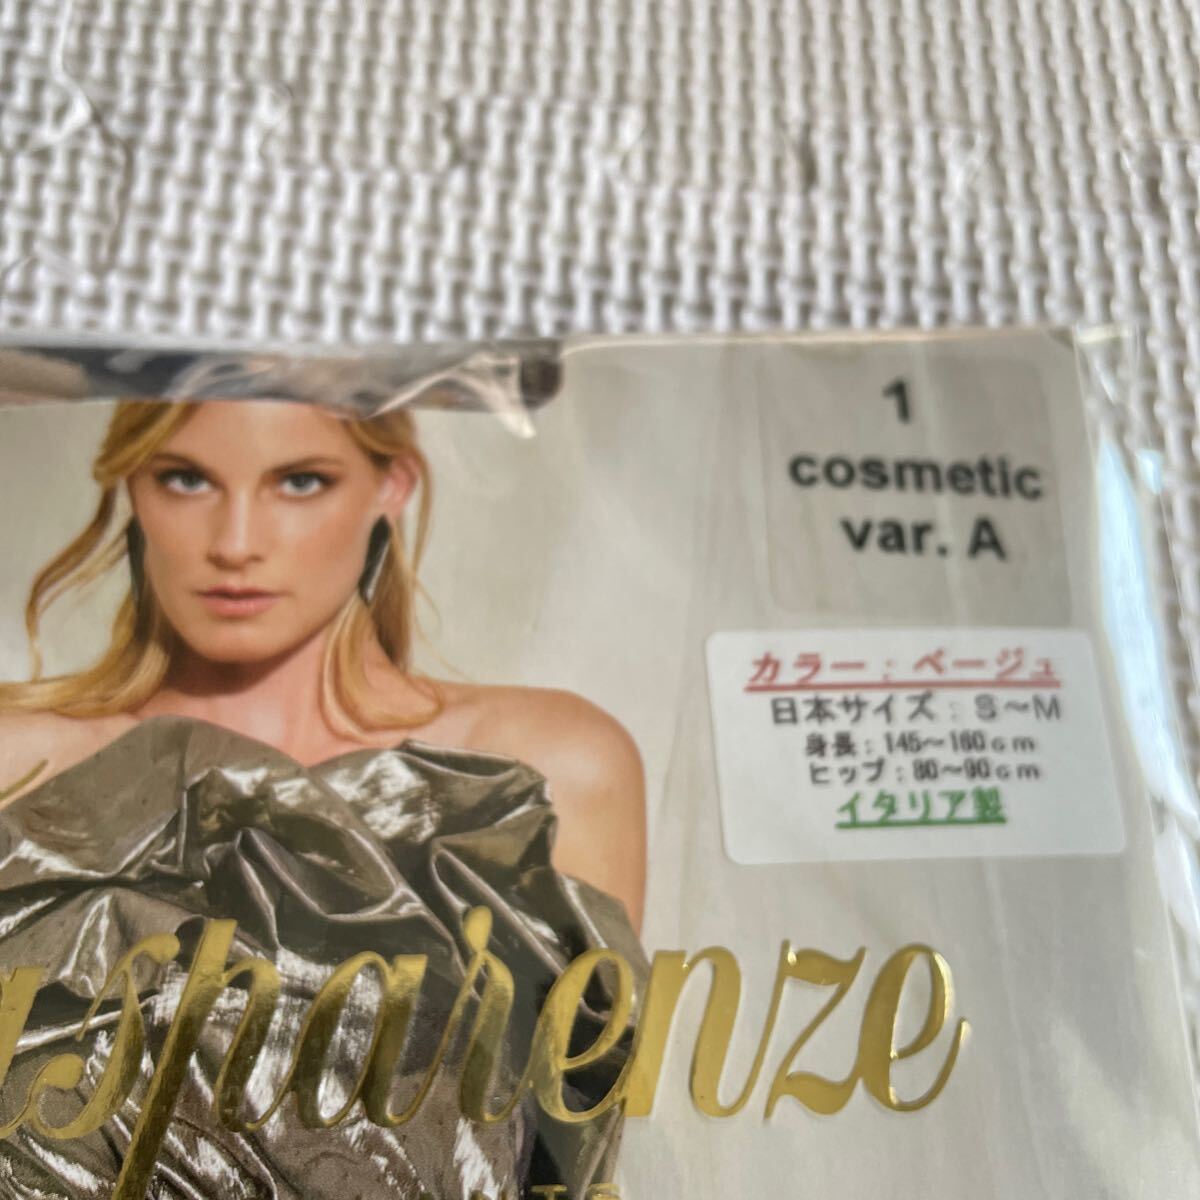 1
cosmetic
var. A
カラー：ベージュ
日本サイズ：S～M
身長：145～160cm
ヒップ：80～90cm
イタリア製
asparenze